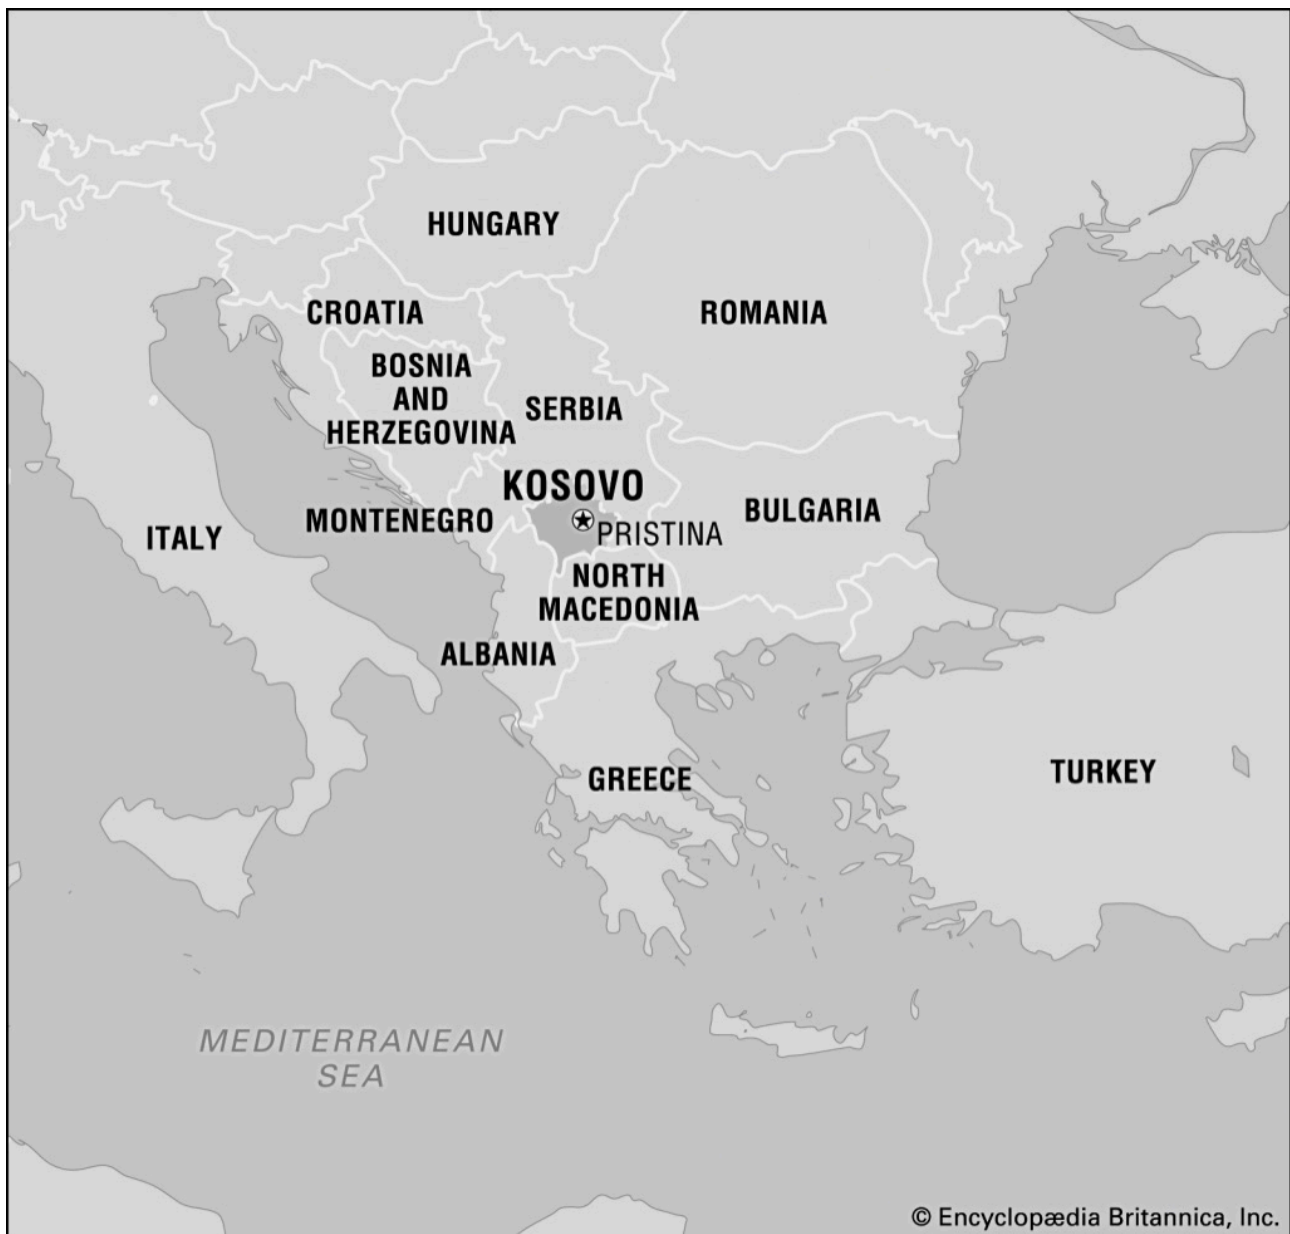 HUNGARY
CROATIA
ROMANIA
BOSNIA
AND
HERZEGOVINA
SERBIA
KOSOVO
MONTENEGRO
BULGARIA
ITALY
PRISTINA
NORTH
MACEDONIA
ALBANIA
GREECE
TURKEY
MEDITERRANEAN
SEA
© Encyclopædia Britannica, Inc.